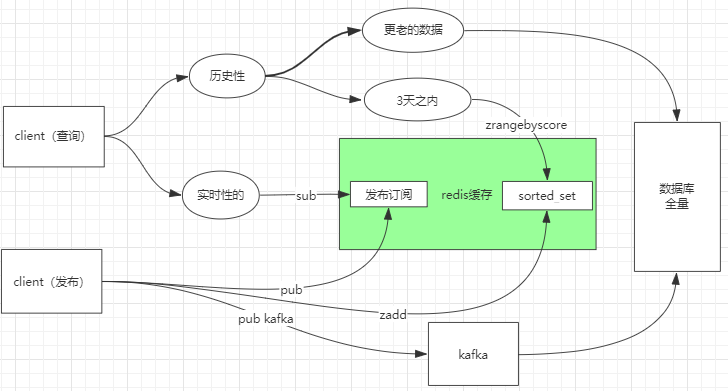 更老的数据
历史性
3天之内
client（查询）
zrangebyscore
实时性的
sub
发布订阅
redis缓存
sorted_set
数据库
全量
client（发布）
pub
zadd
pub kafka
kafka